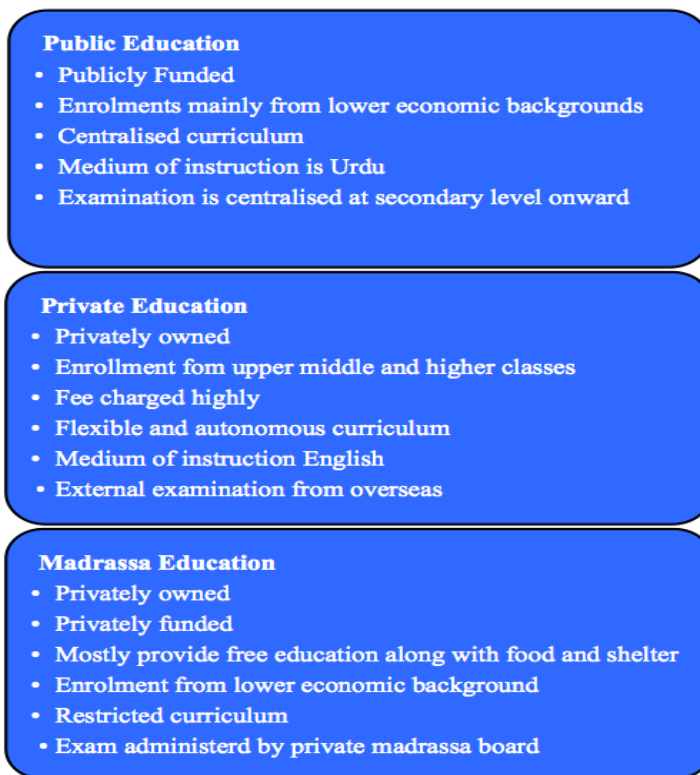 Public Education
• Publicly Funded
• Enrolments mainly from lower economic backgrounds
• Centralised curriculum
• Medium of instruction is Urdu
• Examination is centralised at secondary level onward
Private Education
• Privately owned
• Enrollment fom upper middle and higher classes
• Fee charged highly
• Flexible and autonomous curriculum
• Medium of instruction English
• External examination from overseas
Madrassa Education
• Privately owned
• Privately funded
• Mostly provide free education along with food and shelter
• Enrolment from lower economic background
• Restricted curriculum
• Exam administerd by private madrassa board